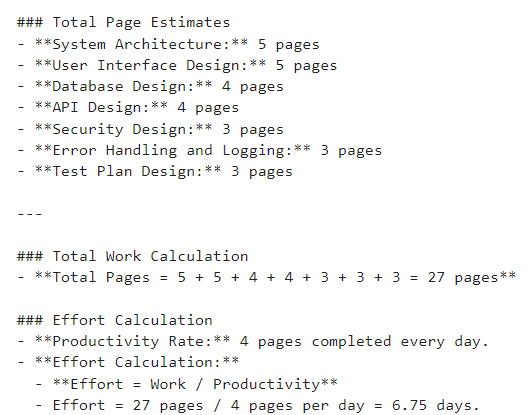 ### Total Page Estimates
- **System Architecture:** 5 pages
- **User Interface Design:** 5 pages
- **Database Design:** 4 pages
- **API Design:** 4 pages
- **Security Design:** 3 pages
- **Error Handling and Logging:** 3 pages
- **Test Plan Design:** 3 pages
---
### Total Work Calculation
- **Total Pages = 5 + 5 + 4 + 4 + 3 + 3 + 3 = 27 pages**
### Effort Calculation
- **Productivity Rate:** 4 pages completed every day.
- **Effort Calculation:**
  - **Effort = Work / Productivity**
  - Effort = 27 pages / 4 pages per day = 6.75 days.